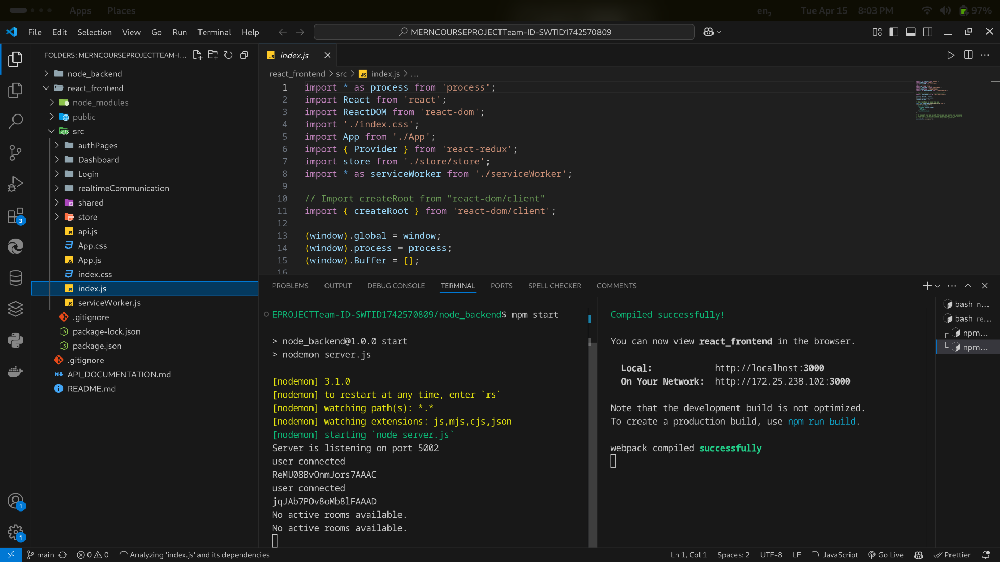 Apps Places
en2 Tue Apr 15 8:03 PM 97%
File Edit Selection View Go Run Terminal Help
MERNCOURSEPROJECTTeam-ID-SWTID1742570809
FOLDERS: MERNCOURSEPROJECTTEAM-I...
node_backend
react_frontend
node_modules
public
src
authPages
Dashboard
Login
realtimeCommunication
shared
store
api.js
App.css
App.js
index.css
index.js
serviceWorker.js
.gitignore
package-lock.json
package.json
.gitignore
API_DOCUMENTATION.md
README.md
3
1
1
index.js
react_frontend > src > index.js > ...
1 import * as process from 'process';
2 import React from 'react';
3 import ReactDOM from 'react-dom';
4 import './index.css';
5 import App from './App';
6 import { Provider } from 'react-redux';
7 import store from './store/store';
8 import * as serviceWorker from './serviceWorker';
9
10 // Import createRoot from "react-dom/client"
11 import { createRoot } from 'react-dom/client';
12
13 (window).global = window;
14 (window).process = process;
15 (window).Buffer = [];
16
PROBLEMS OUTPUT DEBUG CONSOLE TERMINAL PORTS SPELL CHECKER COMMENTS
EPROJECTTeam-ID-SWTID1742570809/node_backend$ npm start
> node_backend@1.0.0 start
> nodemon server.js
[nodemon] 3.1.0
[nodemon] to restart at any time, enter `rs`
[nodemon] watching path(s): *.*
[nodemon] watching extensions: js,mjs,cjs,json
[nodemon] starting `node server.js`
Server is listening on port 5002
user connected
ReMU08BvOnmJors7AAAC
user connected
jqJAb7POv8oMb8lFAAAD
No active rooms available.
No active rooms available.
Compiled successfully!
You can now view react_frontend in the browser.
Local: http://localhost:3000
On Your Network: http://172.25.238.102:3000
Note that the development build is not optimized.
To create a production build, use npm run build.
webpack compiled successfully
bash n...
bash re...
npm...
npm...
main 0 0 Analyzing 'index.js' and its dependencies
Ln 1, Col 1 Spaces: 2 UTF-8 LF JavaScript Go Live Prettier